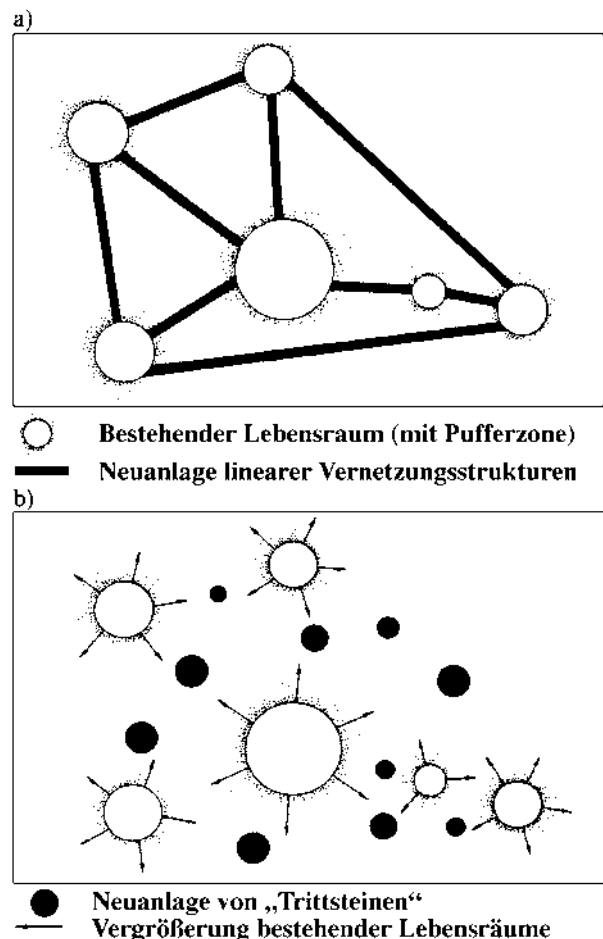 a)
Bestehender Lebensraum (mit Pufferzone)
Neuanlage linearer Vernetzungsstrukturen
b)
Neuanlage von „Trittsteinen“
Vergrößerung bestehender Lebensräume